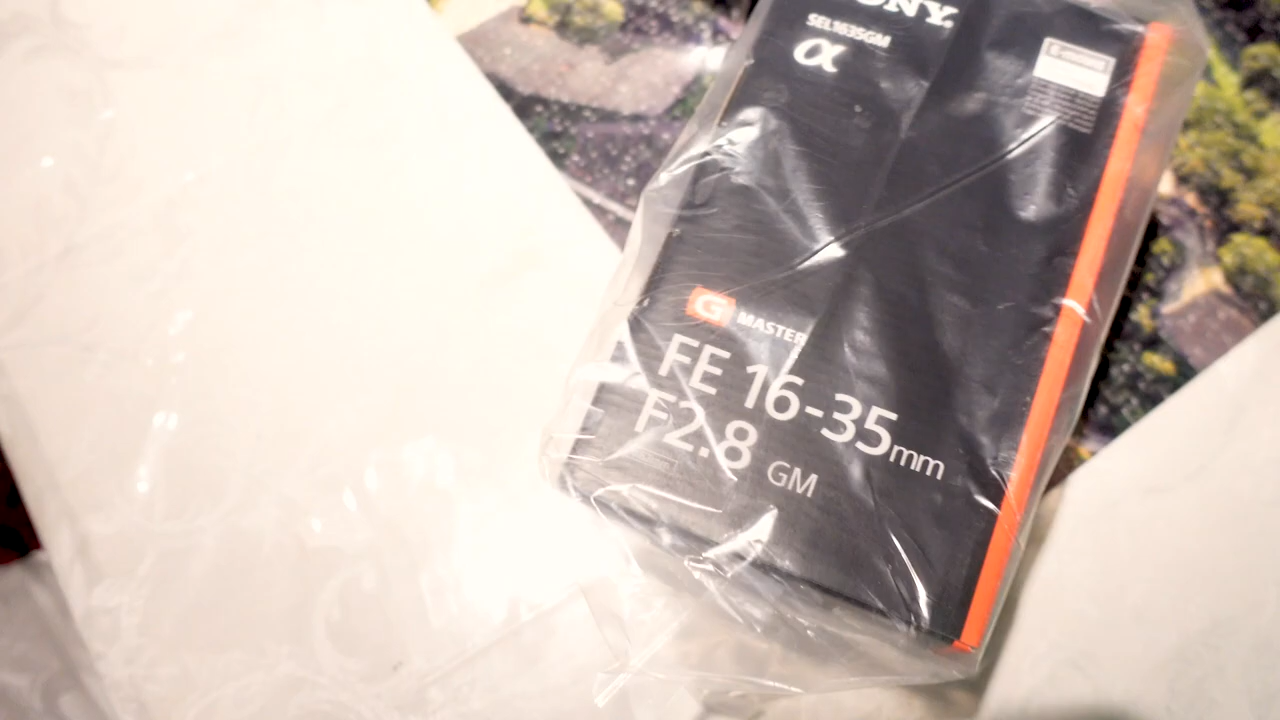 SONY
SEL1635GM
α
G MASTER
FE 16-35mm
F2.8 GM